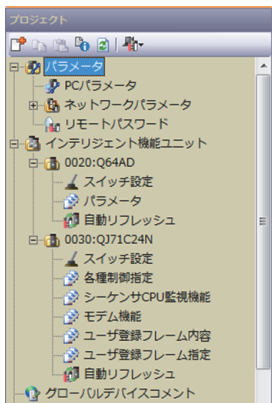 プロジェクト
パラメータ
PCパラメータ
ネットワークパラメータ
リモートパスワード
インテリジェント機能ユニット
0020:Q64AD
スイッチ設定
パラメータ
自動リフレッシュ
0030:QJ71C24N
スイッチ設定
各種制御指定
シーケンサCPU監視機能
モデム機能
ユーザ登録フレーム内容
ユーザ登録フレーム指定
自動リフレッシュ
グローバルデバイスコメント